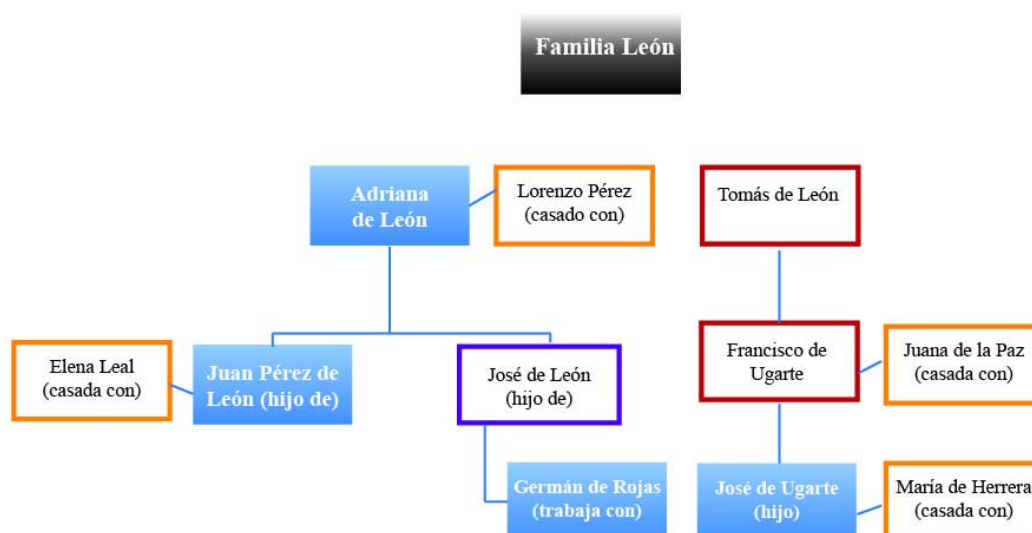 Familia León
Adriana
de León
Lorenzo Pérez
(casado con)
Tomás de León
Elena Leal
(casada con)
Juan Pérez de
León (hijo de)
José de León
(hijo de)
Francisco de
Ugarte
Juana de la Paz
(casada con)
Germán de Rojas
(trabaja con)
José de Ugarte
(hijo)
María de Herrera
(casada con)